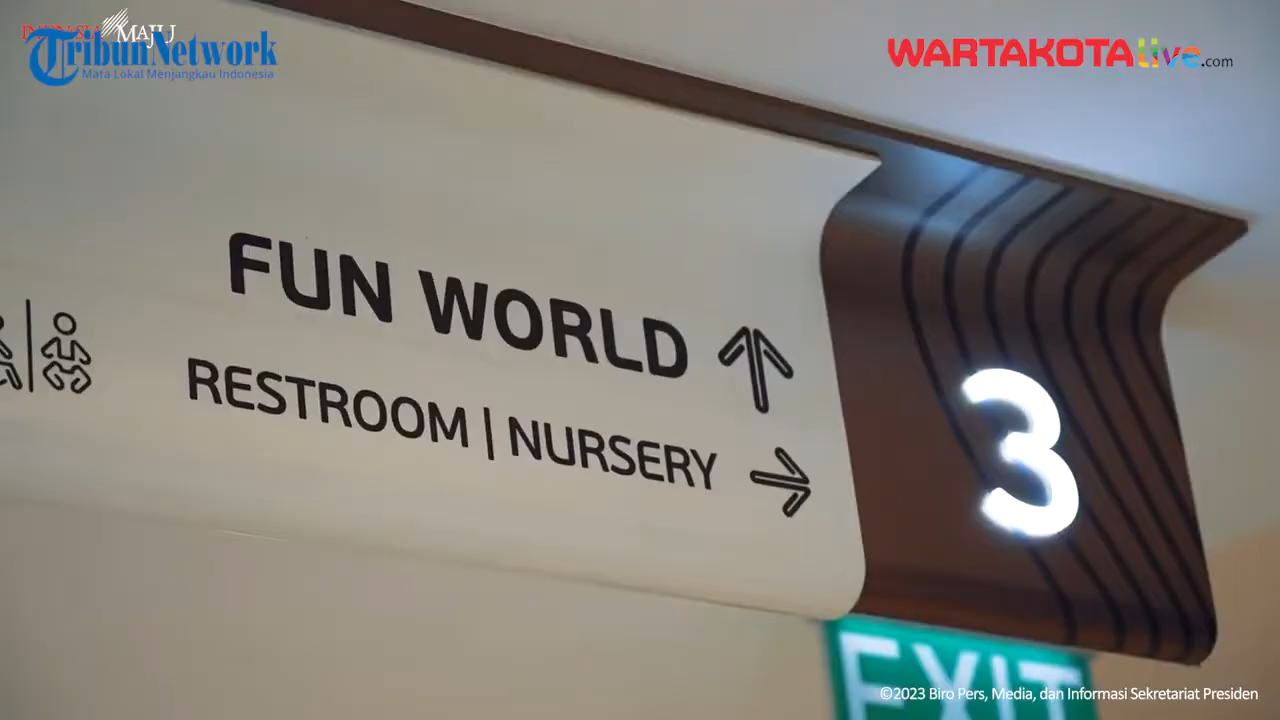 INDONESIA MAJU
TribunNetwork
Mata Lokal Menjangkau Indonesia
WARTAKOTAlive.com
FUN WORLD
RESTROOM | NURSERY
3
EXIT
©2023 Biro Pers, Media, dan Informasi Sekretariat Presiden